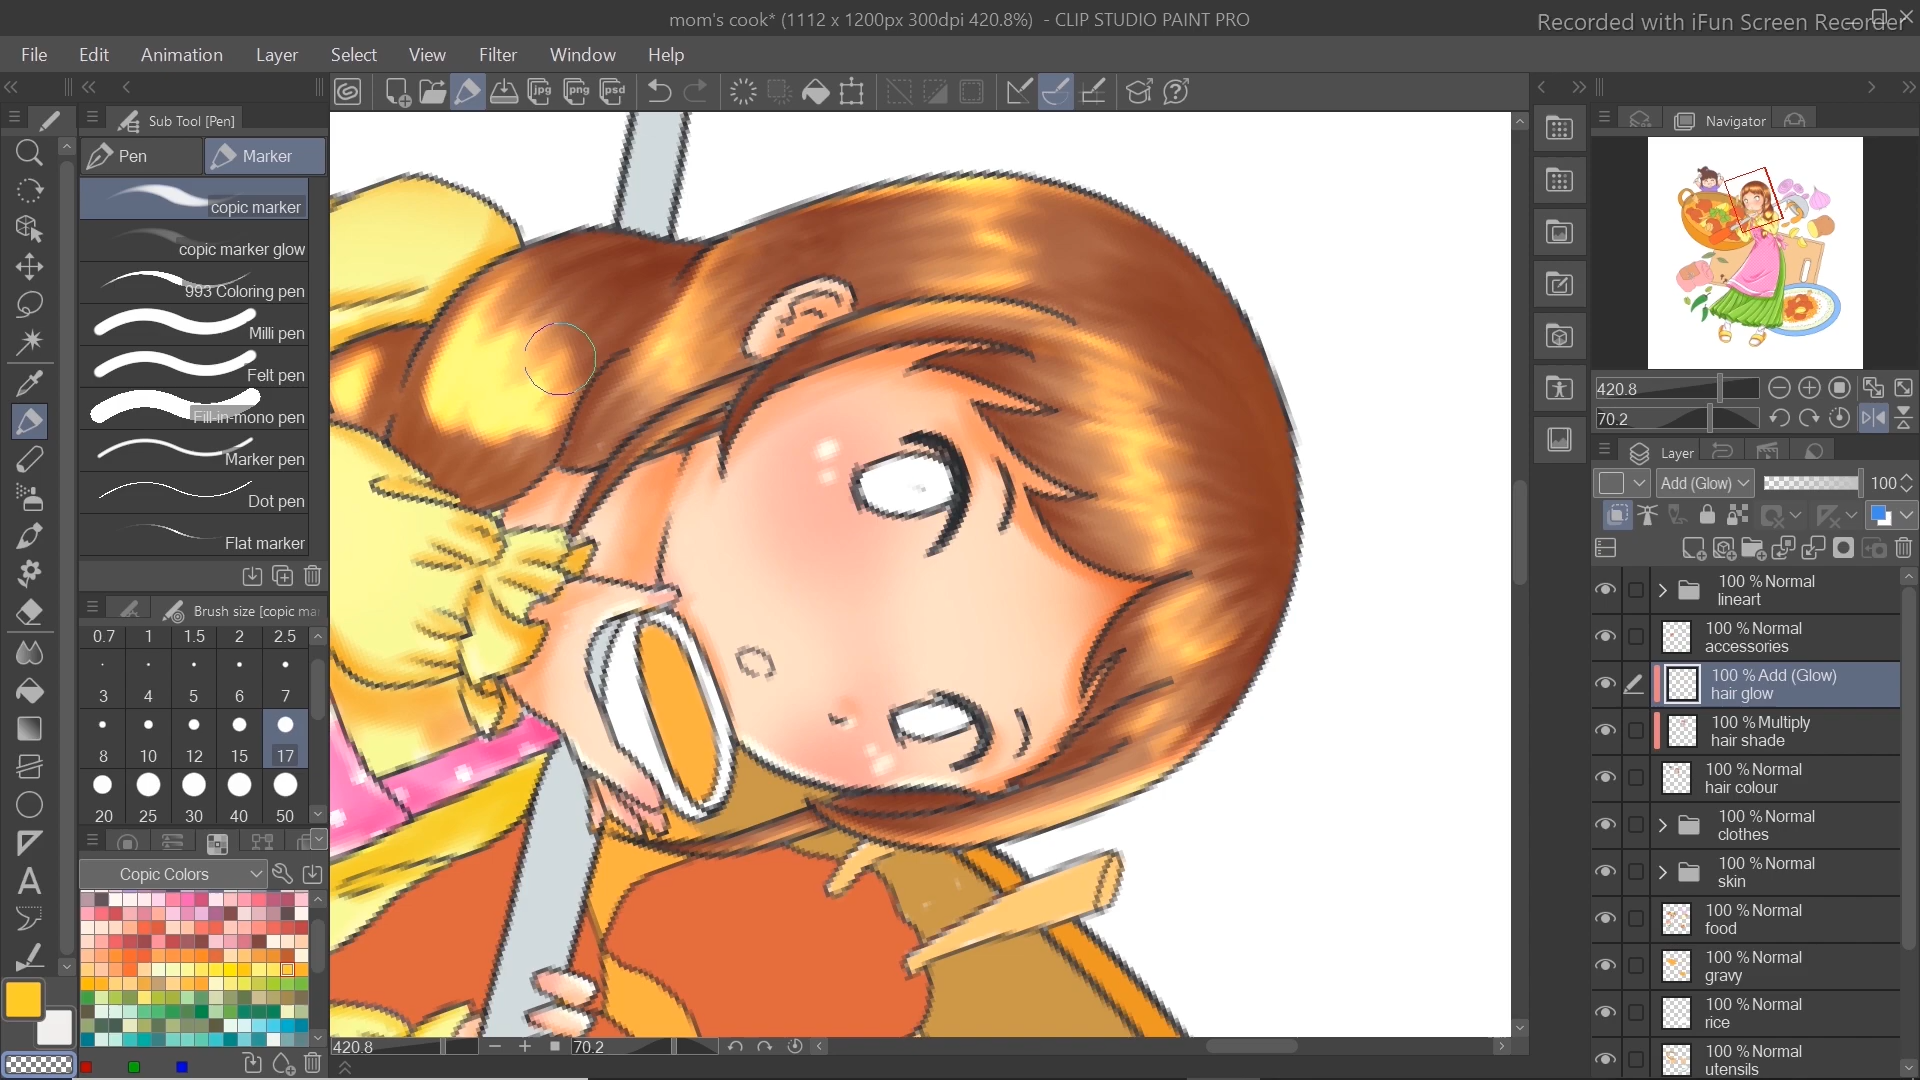 mom's cook* (1112 x 1200px 300dpi 420.8%) - CLIP STUDIO PAINT PRO
Recorded with iFun Screen Recorder
File Edit Animation Layer Select View Filter Window Help
jpg png psd
Sub Tool [Pen]
Navigator
Pen Marker
copic marker
copic marker glow
993 Coloring pen
Milli pen
Felt pen
Fill-in-mono pen
Marker pen
Dot pen
Flat marker
420.8
70.2
Layer
Add (Glow) 100
Brush size [copic ma
0.7 1 1.5 2 2.5
3 4 5 6 7
8 10 12 15 17
20 25 30 40 50
Copic Colors
100 % Normal
lineart
100 % Normal
accessories
100 % Add (Glow)
hair glow
100 % Multiply
hair shade
100 % Normal
hair colour
100 % Normal
clothes
100 % Normal
skin
100 % Normal
food
100 % Normal
gravy
100 % Normal
rice
100 % Normal
utensils
420.8 70.2